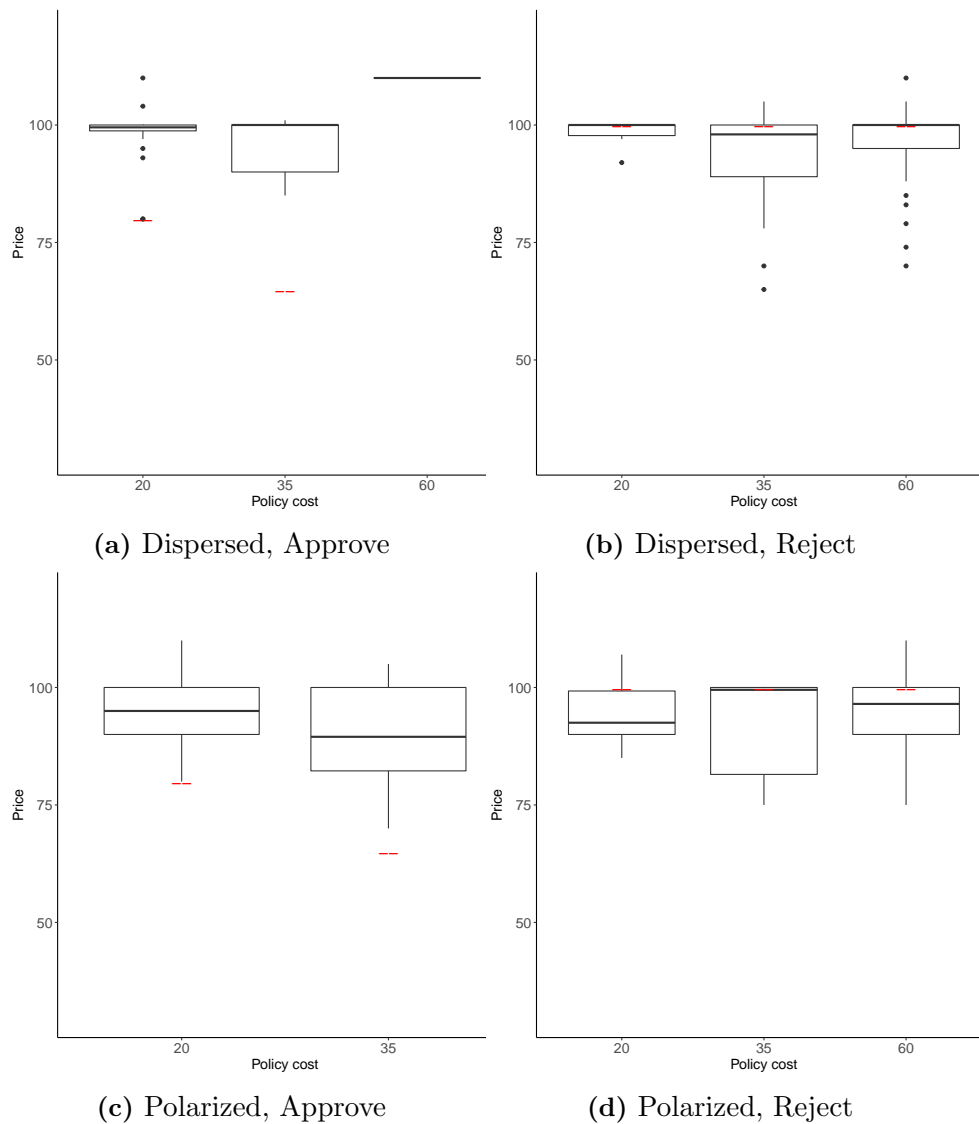 100
75
50
Price
20
35
60
Policy cost
(a) Dispersed, Approve
100
75
50
Price
20
35
60
Policy cost
(b) Dispersed, Reject
100
75
50
Price
20
35
Policy cost
(c) Polarized, Approve
100
75
50
Price
20
35
60
Policy cost
(d) Polarized, Reject